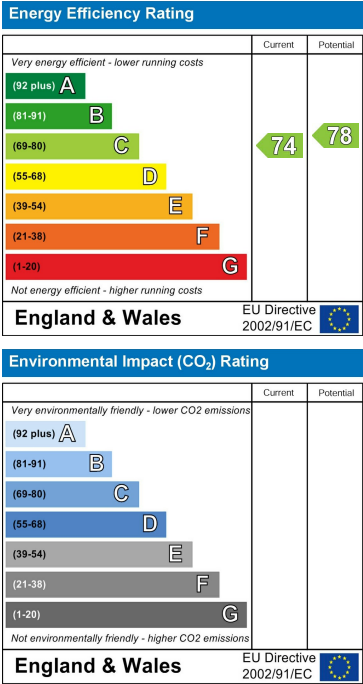 Energy Efficiency Rating
Current Potential
Very energy efficient - lower running costs
(92 plus) A
(81-91) B
(69-80) C
(55-68) D
(39-54) E
(21-38) F
(1-20) G
74 78
Not energy efficient - higher running costs
England & Wales
EU Directive
2002/91/EC
Environmental Impact (CO₂) Rating
Current Potential
Very environmentally friendly - lower CO2 emissions
(92 plus) A
(81-91) B
(69-80) C
(55-68) D
(39-54) E
(21-38) F
(1-20) G
Not environmentally friendly - higher CO2 emissions
England & Wales
EU Directive
2002/91/EC